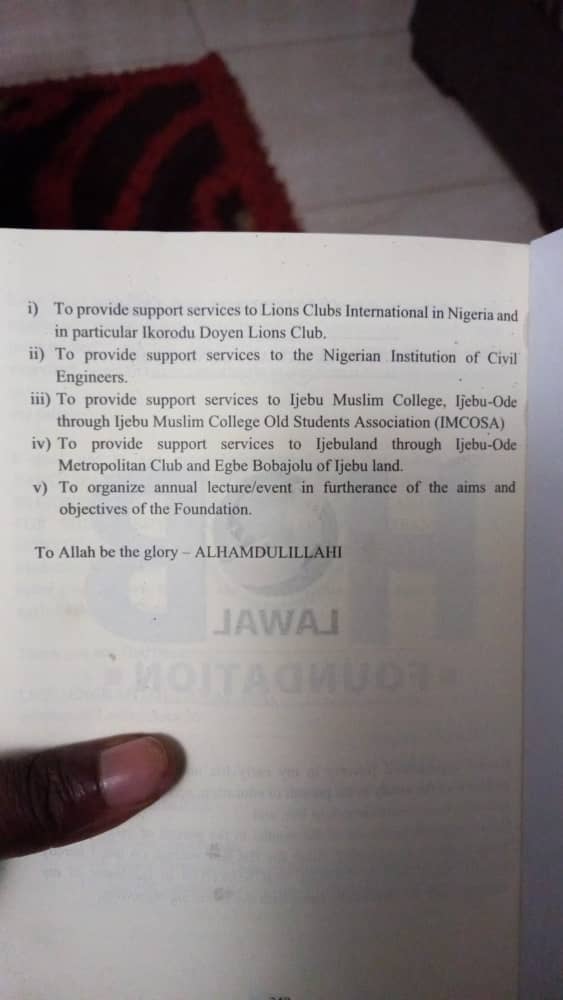 i) To provide support services to Lions Clubs International in Nigeria and
in particular Ikorodu Doyen Lions Club.
ii) To provide support services to the Nigerian Institution of Civil
Engineers.
iii) To provide support services to Ijebu Muslim College, Ijebu-Ode
through Ijebu Muslim College Old Students Association (IMCOSA)
iv) To provide support services to Ijebuland through Ijebu-Ode
Metropolitan Club and Egbe Bobajolu of Ijebu land.
v) To organize annual lecture/event in furtherance of the aims and
objectives of the Foundation.
To Allah be the glory – ALHAMDULILLAHI
LAWAL
FOUNDATION